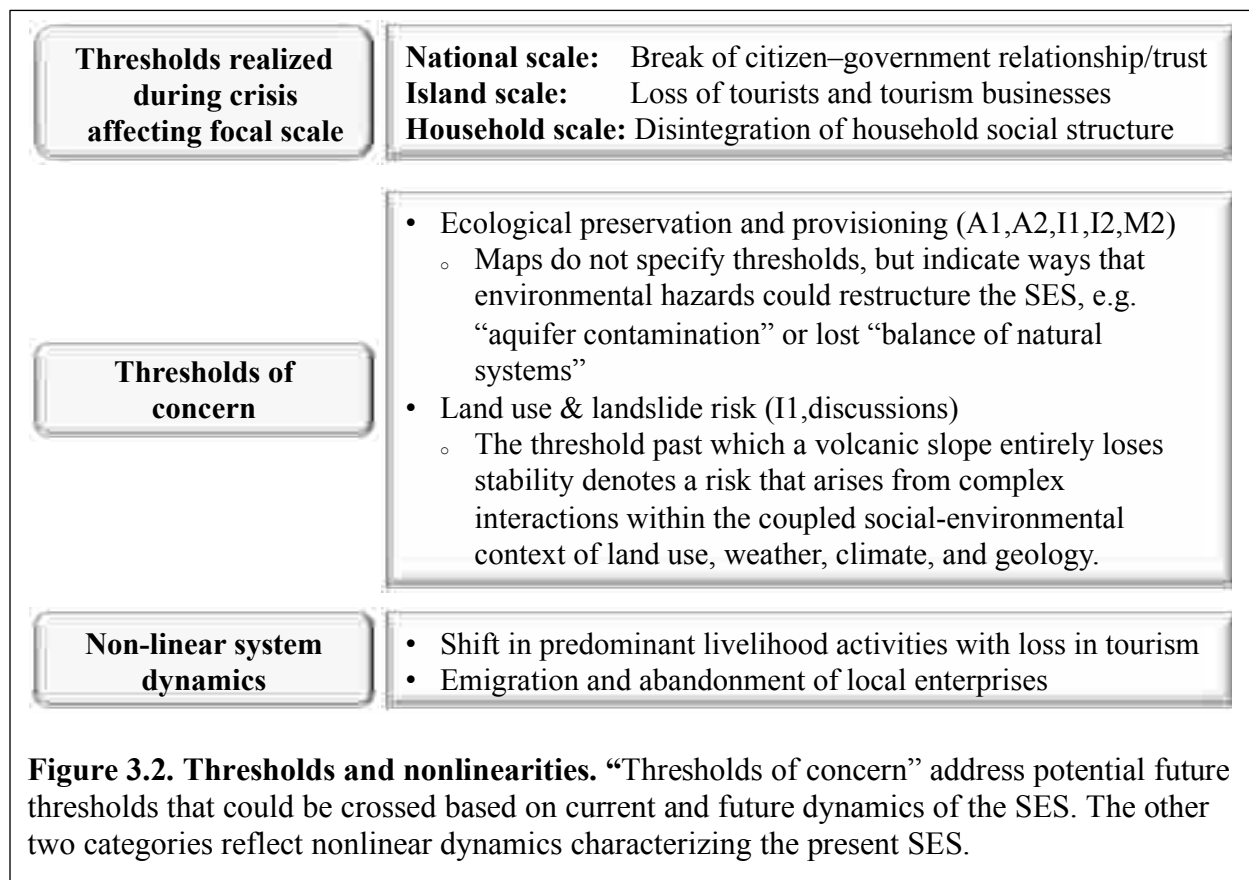 Thresholds realized
during crisis
affecting focal scale
National scale: Break of citizen–government relationship/trust
Island scale: Loss of tourists and tourism businesses
Household scale: Disintegration of household social structure
Thresholds of
concern
• Ecological preservation and provisioning (A1,A2,I1,I2,M2)
○ Maps do not specify thresholds, but indicate ways that
environmental hazards could restructure the SES, e.g.
“aquifer contamination” or lost “balance of natural
systems”
• Land use & landslide risk (I1,discussions)
○ The threshold past which a volcanic slope entirely loses
stability denotes a risk that arises from complex
interactions within the coupled social-environmental
context of land use, weather, climate, and geology.
Non-linear system
dynamics
• Shift in predominant livelihood activities with loss in tourism
• Emigration and abandonment of local enterprises
Figure 3.2. Thresholds and nonlinearities. “Thresholds of concern” address potential future
thresholds that could be crossed based on current and future dynamics of the SES. The other
two categories reflect nonlinear dynamics characterizing the present SES.